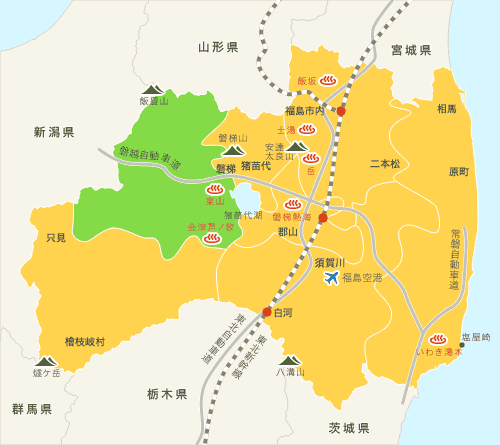 山形県
宮城県
飯坂
飯豊山
福島市内
相馬
新潟県
土湯
磐梯山
安達
太良山
磐越自動車道
磐梯
猪苗代
岳
二本松
原町
東山
猪苗代湖
磐梯熱海
会津芦ノ牧
郡山
只見
常磐自動車道
須賀川
福島空港
白河
塩屋崎
檜枝岐村
東北自動車道
東北新幹線
いわき湯本
燧ケ岳
八溝山
栃木県
群馬県
茨城県